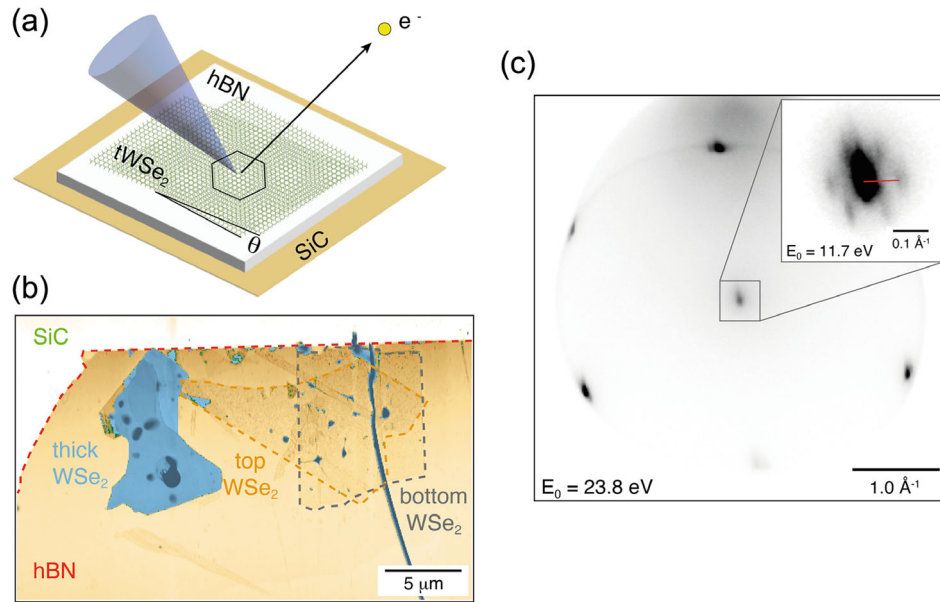 (a)
e⁻
hBN
tWSe₂
θ
SiC
(b)
SiC
thick
WSe₂
top
WSe₂
bottom
WSe₂
hBN
5 μm
(c)
E₀ = 11.7 eV
0.1 Å⁻¹
E₀ = 23.8 eV
1.0 Å⁻¹